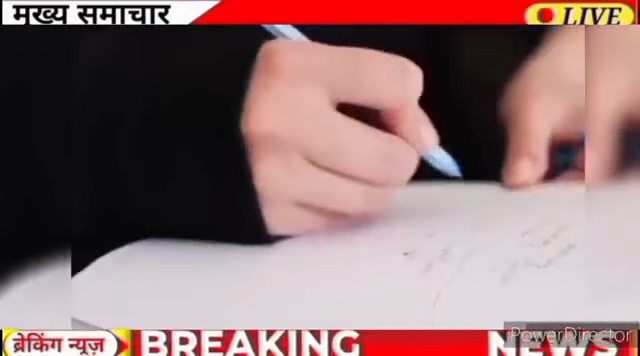 मख्य समाचार
LIVE
PowerDirector
ब्रेकिंग न्यूज़
BREAKING
NEWS